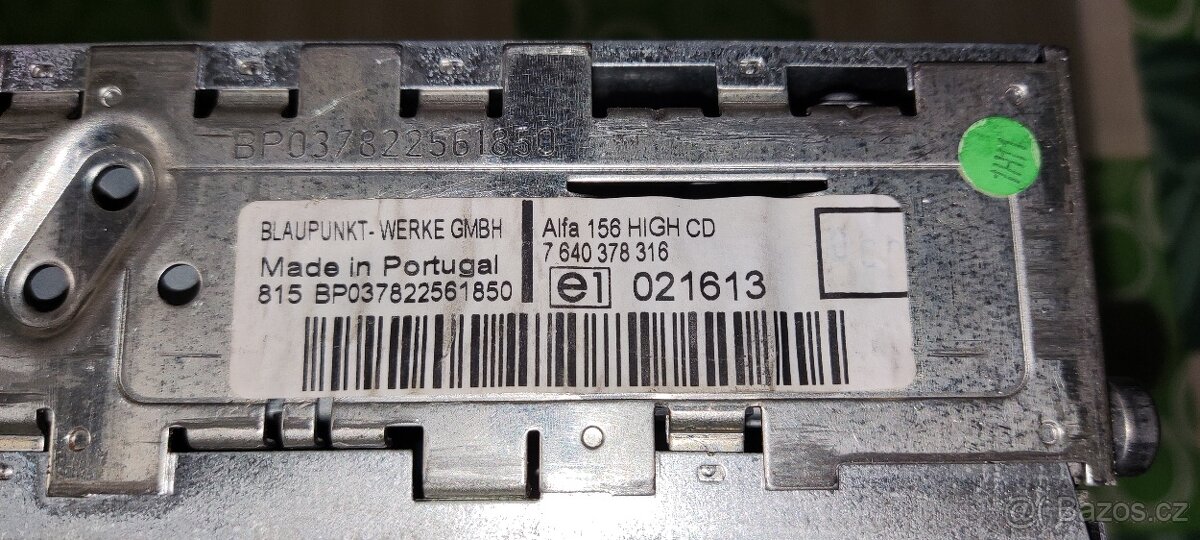 BP037822561850
BLAUPUNKT- WERKE GMBH
Made in Portugal
815 BP037822561850
Alfa 156 HIGH CD
7 640 378 316
e1 021613
Bazos.cz